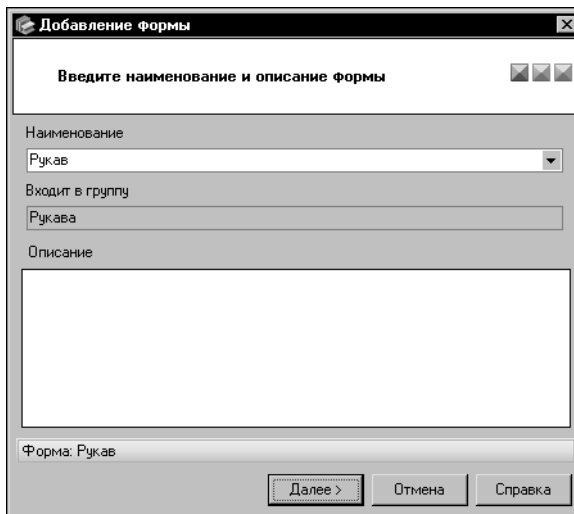 Добавление формы
Введите наименование и описание формы
Наименование
Рукав
Входит в группу
Рукава
Описание
Форма: Рукав
Далее >
Отмена
Справка